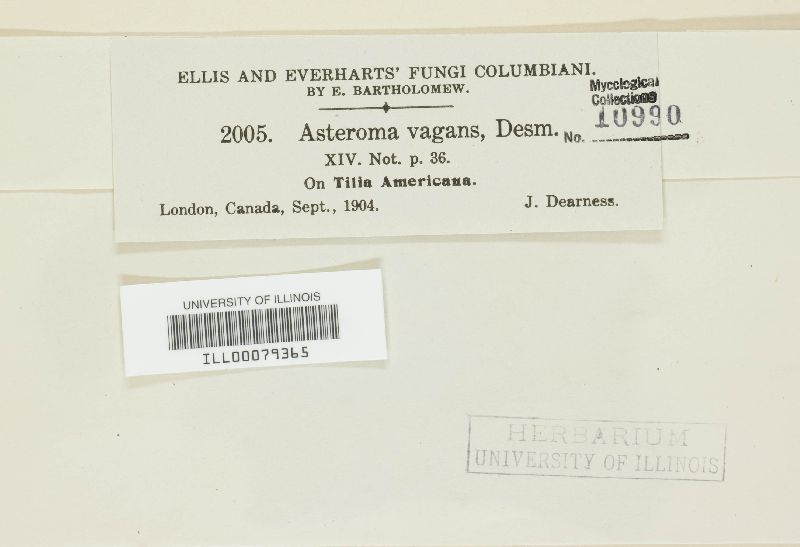 ELLIS AND EVERHARTS' FUNGI COLUMBIANI.
BY E. BARTHOLOMEW.
Mycological
Collections
No. 10990
2005. Asteroma vagans, Desm.
XIV. Not. p. 36.
On Tilia Americana.
London, Canada, Sept., 1904. J. Dearness.
UNIVERSITY OF ILLINOIS
ILL00079365
HERBARIUM
UNIVERSITY OF ILLINOIS